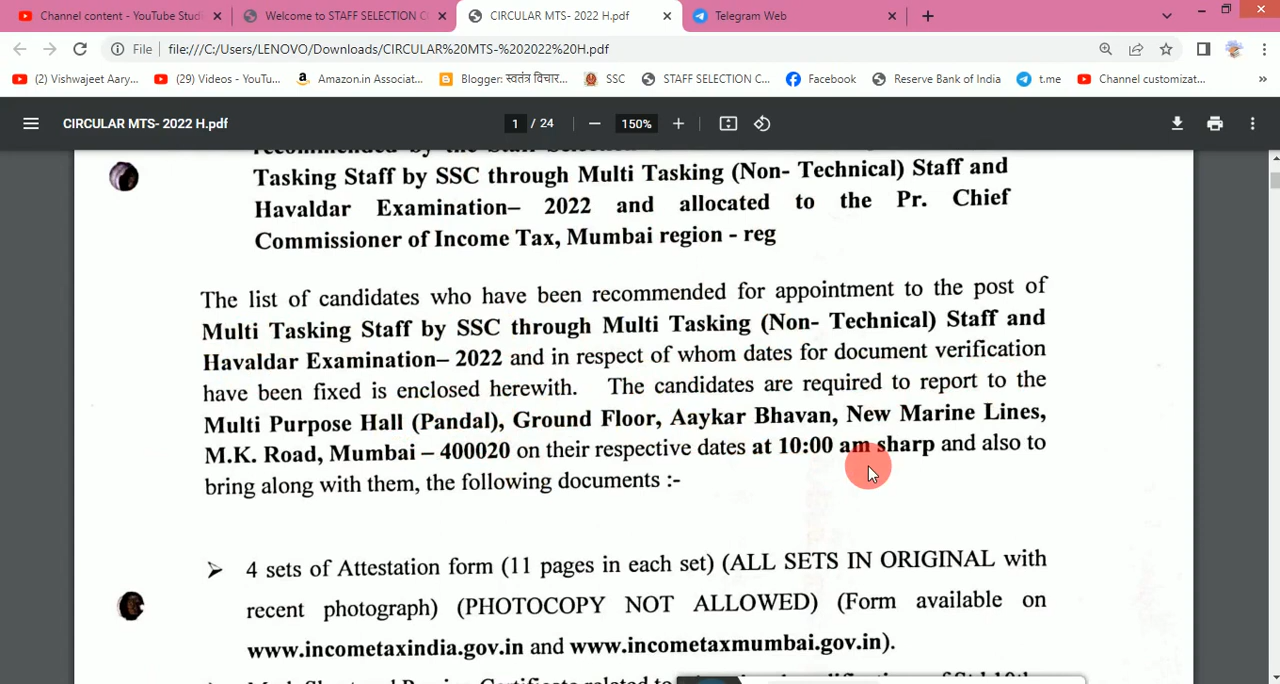 Channel content - YouTube Stud
Welcome to STAFF SELECTION C
CIRCULAR MTS- 2022 H.pdf
Telegram Web
File
file:///C:/Users/LENOVO/Downloads/CIRCULAR%20MTS-%202022%20H.pdf
(2) Vishwajeet Aary...
(29) Videos - YouTu...
Amazon.in Associat...
Blogger: स्वतंत्र विचार...
SSC
STAFF SELECTION C...
Facebook
Reserve Bank of India
t.me
Channel customizat...
CIRCULAR MTS- 2022 H.pdf
1 / 24
150%
recommended by the Staff Selection
Tasking Staff by SSC through Multi Tasking (Non- Technical) Staff and
Havaldar Examination– 2022 and allocated to the Pr. Chief
Commissioner of Income Tax, Mumbai region - reg
The list of candidates who have been recommended for appointment to the post of
Multi Tasking Staff by SSC through Multi Tasking (Non- Technical) Staff and
Havaldar Examination– 2022 and in respect of whom dates for document verification
have been fixed is enclosed herewith. The candidates are required to report to the
Multi Purpose Hall (Pandal), Ground Floor, Aaykar Bhavan, New Marine Lines,
M.K. Road, Mumbai – 400020 on their respective dates at 10:00 am sharp and also to
bring along with them, the following documents :-
➢ 4 sets of Attestation form (11 pages in each set) (ALL SETS IN ORIGINAL with
recent photograph) (PHOTOCOPY NOT ALLOWED) (Form available on
www.incometaxindia.gov.in and www.incometaxmumbai.gov.in).